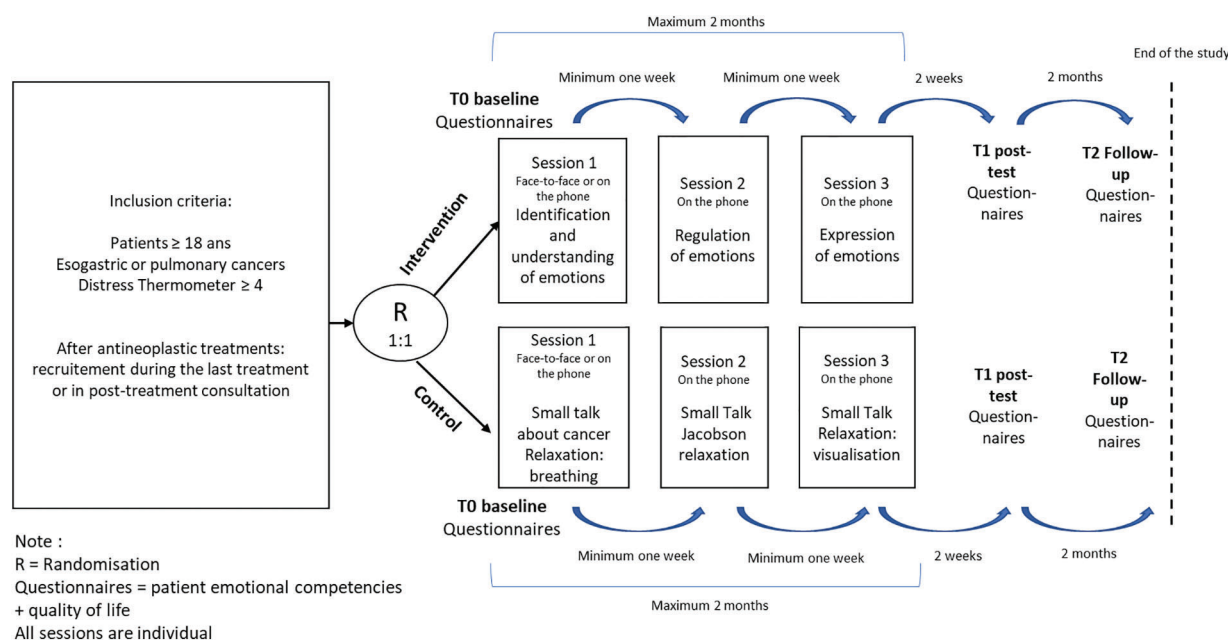 Maximum 2 months
End of the study
Minimum one week
Minimum one week
2 weeks
2 months
T0 baseline
Questionnaires
Inclusion criteria:
Patients ≥ 18 ans
Esogastric or pulmonary cancers
Distress Thermometer ≥ 4
After antineoplastic treatments:
recruitement during the last treatment
or in post-treatment consultation
R
1:1
Intervention
Control
Session 1
Face-to-face or on
the phone
Identification
and
understanding
of emotions
Session 2
On the phone
Regulation
of emotions
Session 3
On the phone
Expression
of emotions
T1 post-
test
Question-
naires
T2 Follow-
up
Question-
naires
Session 1
Face-to-face or on
the phone
Small talk
about cancer
Relaxation:
breathing
Session 2
On the phone
Small Talk
Jacobson
relaxation
Session 3
On the phone
Small Talk
Relaxation:
visualisation
T1 post-
test
Question-
naires
T2
Follow-
up
Question-
naires
T0 baseline
Questionnaires
Minimum one week
Minimum one week
2 weeks
2 months
Maximum 2 months
Note :
R = Randomisation
Questionnaires = patient emotional competencies
+ quality of life
All sessions are individual